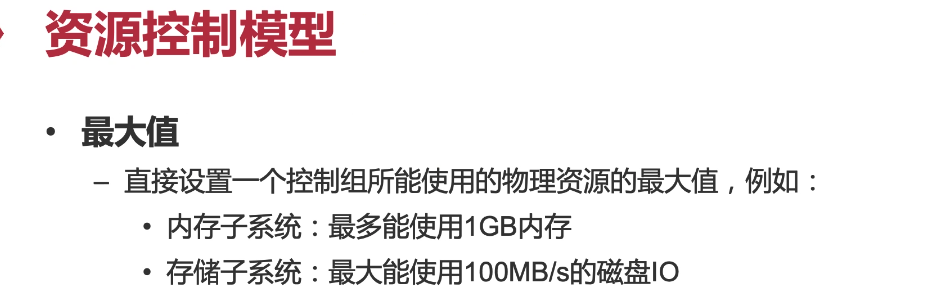 资源控制模型
• 最大值
– 直接设置一个控制组所能使用的物理资源的最大值，例如：
• 内存子系统：最多能使用1GB内存
• 存储子系统：最大能使用100MB/s的磁盘IO